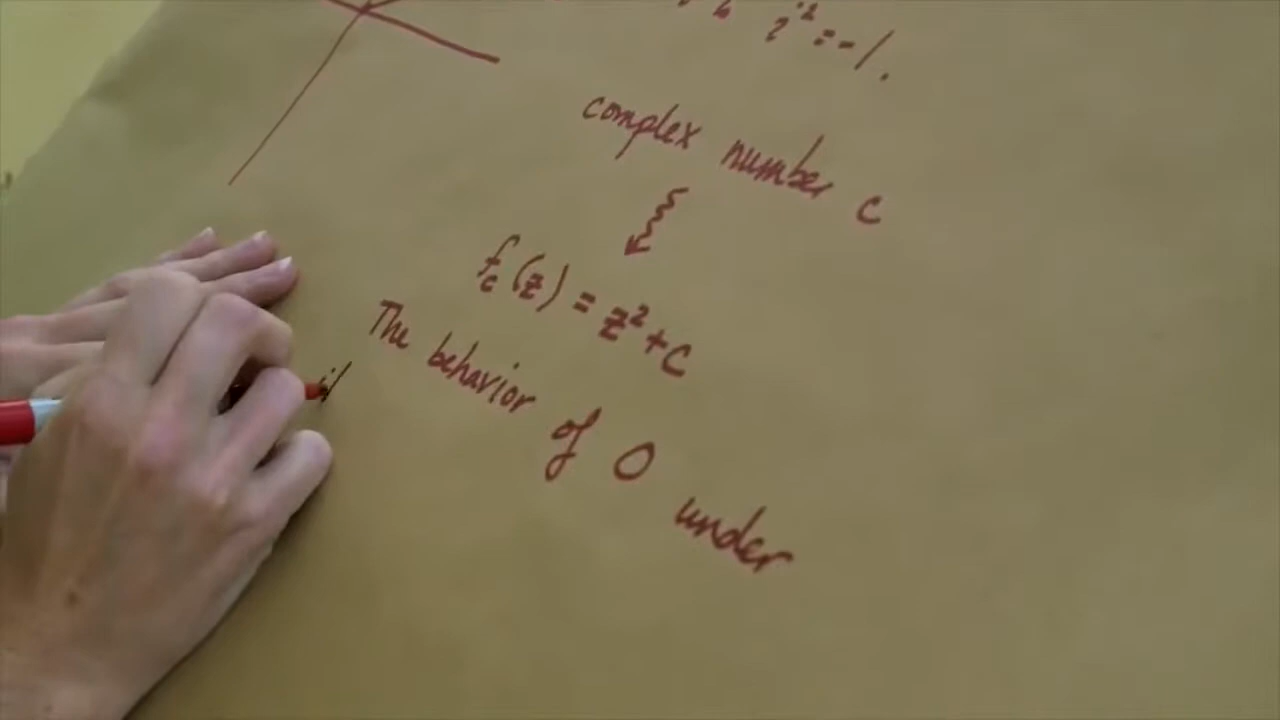 i² = -1.
complex number c
f_c(z) = z² + c
The behavior of 0 under